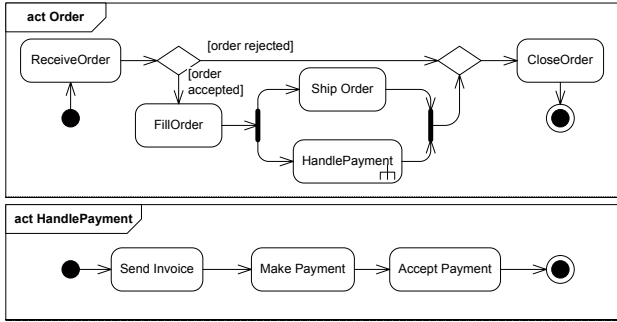 act Order
ReceiveOrder
[order rejected]
CloseOrder
[order
accepted]
Ship Order
FillOrder
HandlePayment
act HandlePayment
Send Invoice
Make Payment
Accept Payment